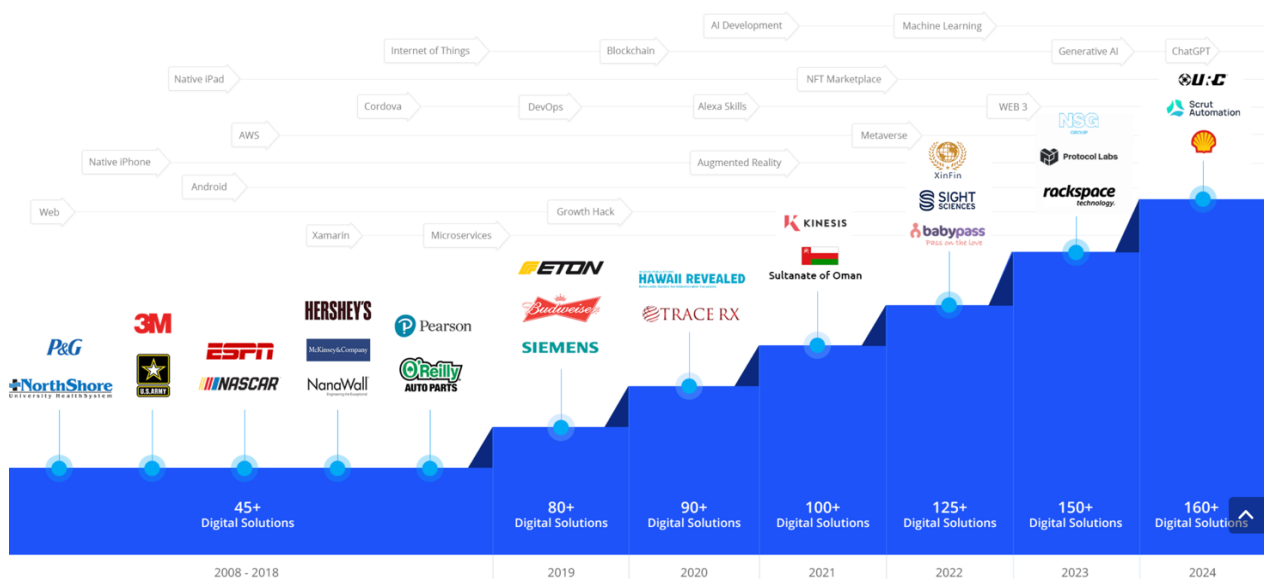 AI Development
Machine Learning
Internet of Things
Blockchain
Generative AI
ChatGPT
Native iPad
NFT Marketplace
Cordova
DevOps
Alexa Skills
WEB 3
AWS
Metaverse
Native iPhone
Augmented Reality
Android
Web
Growth Hack
Xamarin
Microservices
P&G
NorthShore
University HealthSystem
3M
U.S.ARMY
ESPN
NASCAR
HERSHEY'S
McKinsey&Company
NanaWall
Pearson
O'Reilly
AUTO PARTS
ETON
Budweiser
SIEMENS
HAWAII REVEALED
TRACE RX
KINESIS
Sultanate of Oman
XinFin
SIGHT
SCIENCES
babypass
Pass on the love
NSG
GROUP
Protocol Labs
rackspace
technology.
Scrut
Automation
45+
Digital Solutions
80+
Digital Solutions
90+
Digital Solutions
100+
Digital Solutions
125+
Digital Solutions
150+
Digital Solutions
160+
Digital Solutions
2008 - 2018
2019
2020
2021
2022
2023
2024